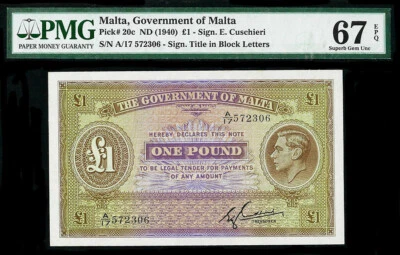 PMG
PAPER MONEY GUARANTY
Malta, Government of Malta
Pick# 20c ND (1940) £1 - Sign. E. Cuschieri
S/N A/17 572306 - Sign. Title in Block Letters
67 EPQ
Superb Gem Unc
£1 THE GOVERNMENT OF MALTA £1
A/17 572306
HEREBY DECLARES THIS NOTE
£1
ONE POUND
TO BE LEGAL TENDER FOR PAYMENTS
OF ANY AMOUNT
A/17 572306
£1 £1